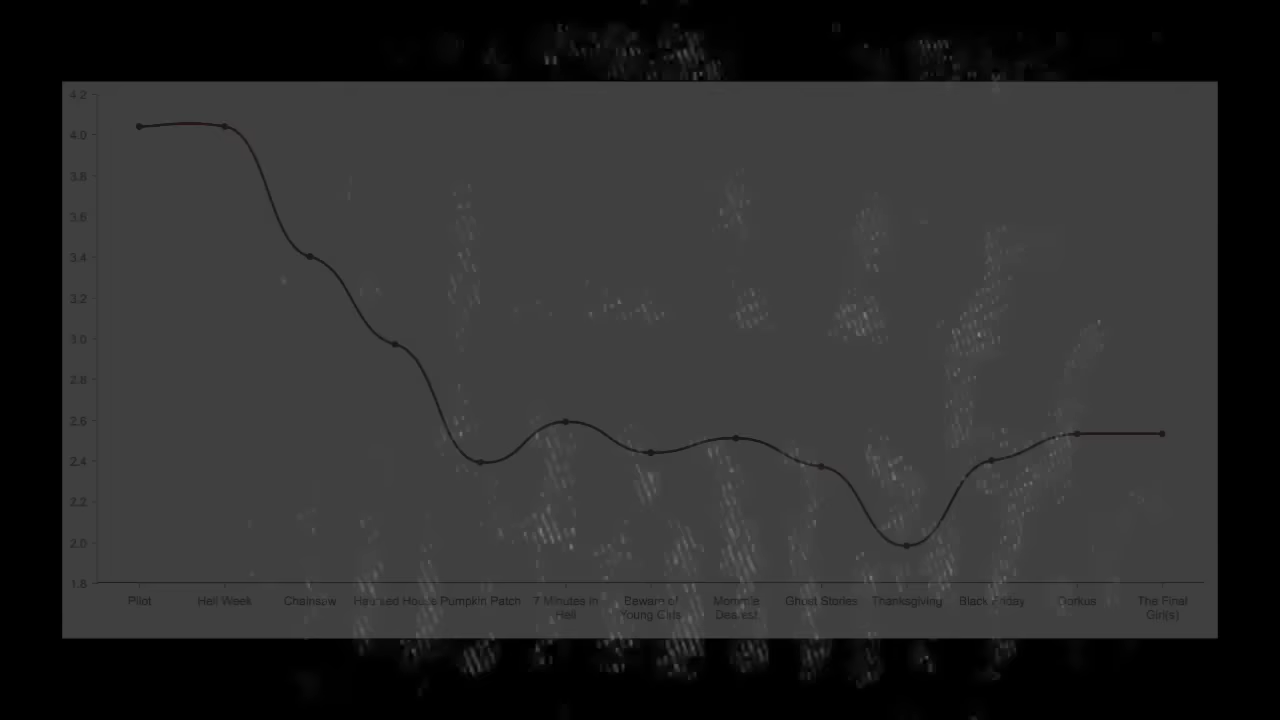 4.2
4.0
3.8
3.6
3.4
3.2
3.0
2.8
2.6
2.4
2.2
2.0
1.8
Pilot
Hell Week
Chainsaw
Haunted House
Pumpkin Patch
7 Minutes in
Hell
Beware of
Young Girls
Mommie
Dearest
Ghost Stories
Thanksgiving
Black Friday
Dorkus
The Final
Girl(s)